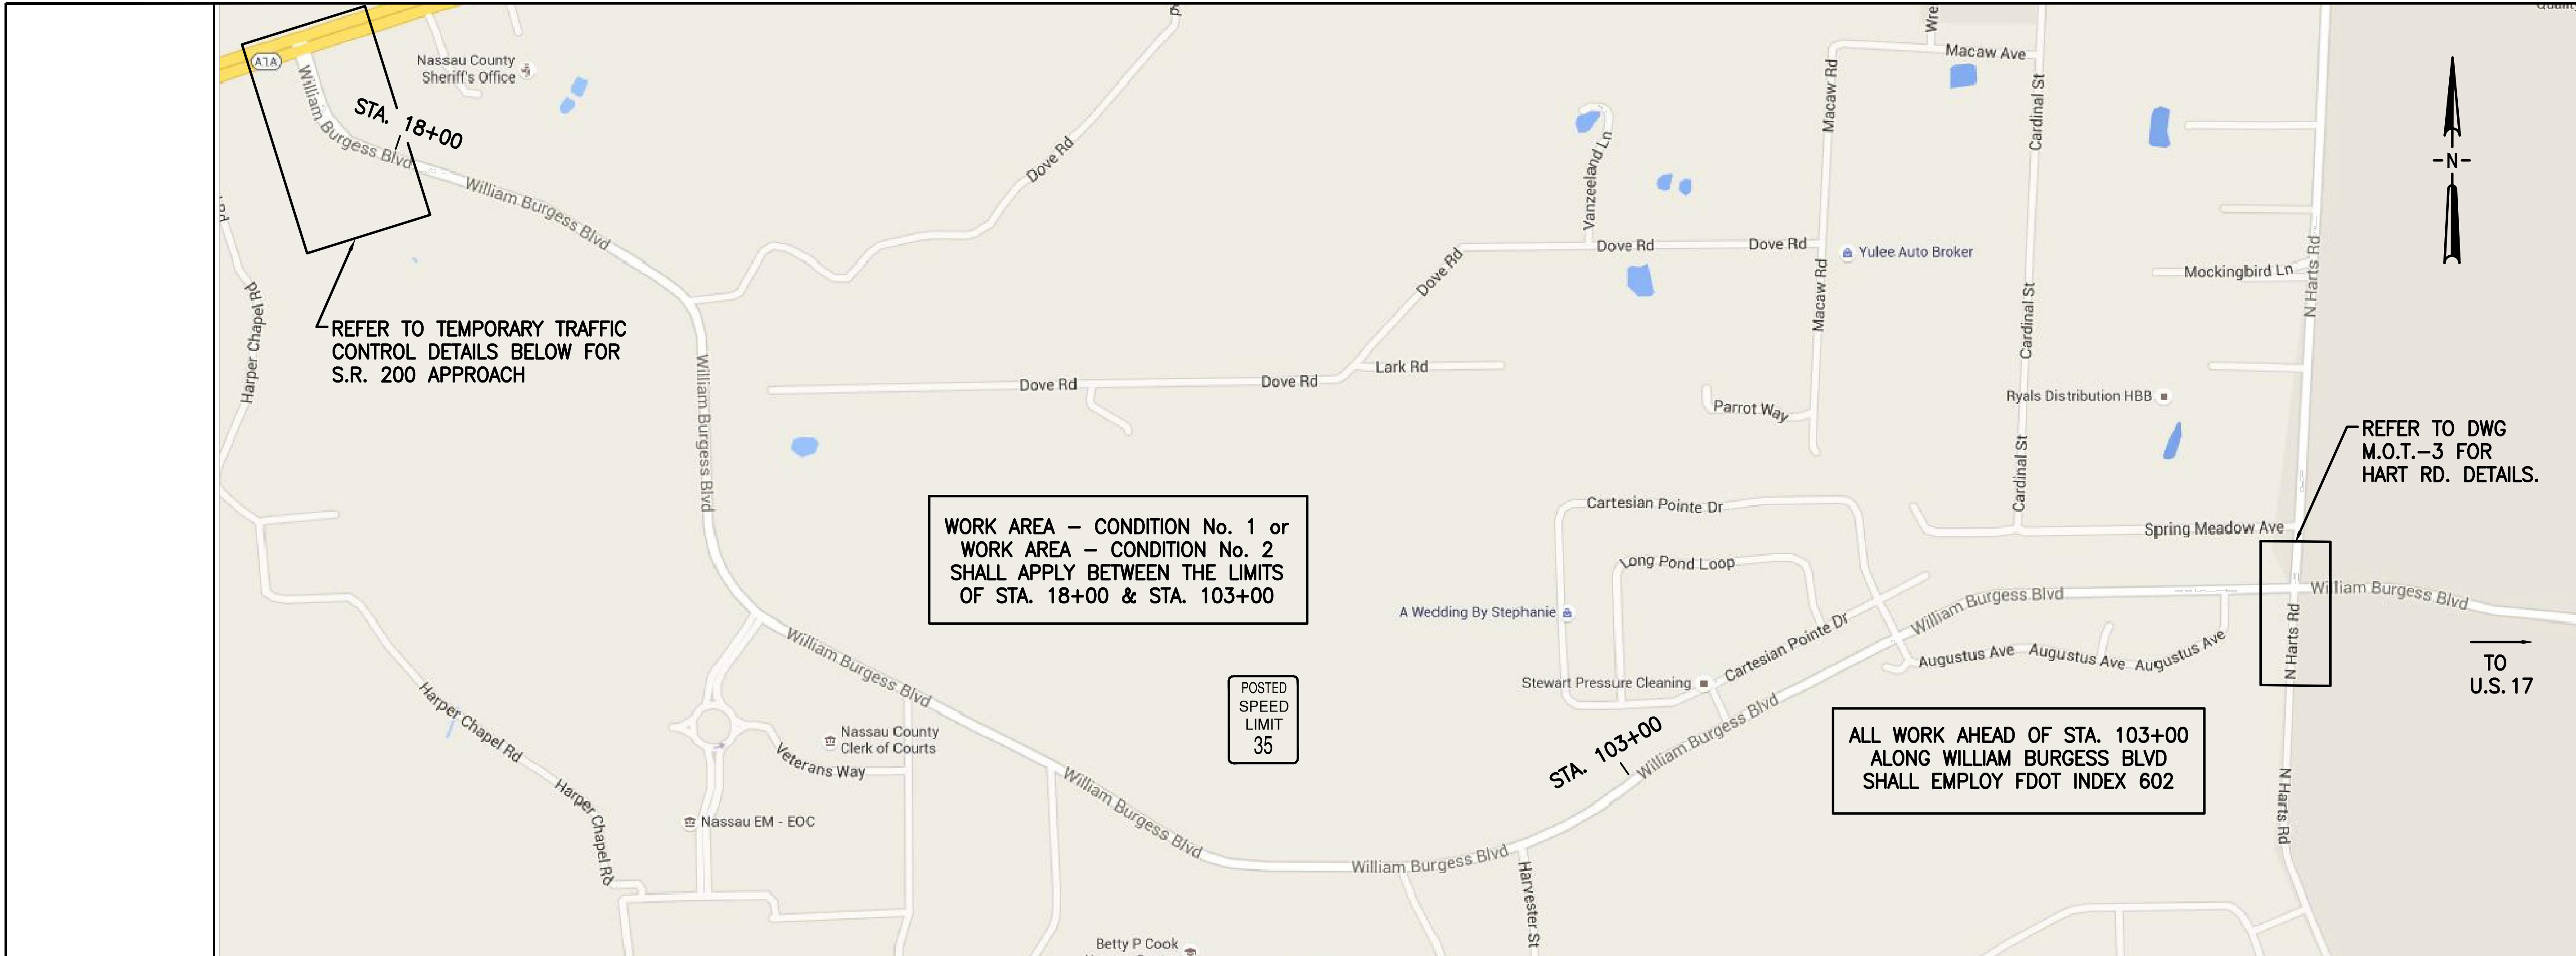 Wre
Macaw Ave
A1A
Nassau County
Sheriff's Office
William Burgess Blvd
STA. 18+00
William Burgess Blvd
Dove Rd
Vanzeeland Ln
Macaw Rd
Cardinal St
-N-
Dove Rd
Dove Rd
Dove Rd
Yulee Auto Broker
Macaw Rd
Mockingbird Ln
N Harts Rd
Harper Chapel Rd
REFER TO TEMPORARY TRAFFIC
CONTROL DETAILS BELOW FOR
S.R. 200 APPROACH
William Burgess Blvd
Dove Rd
Dove Rd
Lark Rd
Parrot Way
Cardinal St
Ryals Distribution HBB
REFER TO DWG
M.O.T.-3 FOR
HART RD. DETAILS.
Cardinal St
WORK AREA - CONDITION No. 1 or
WORK AREA - CONDITION No. 2
SHALL APPLY BETWEEN THE LIMITS
OF STA. 18+00 & STA. 103+00
Cartesian Pointe Dr
Long Pond Loop
Spring Meadow Ave
A Wedding By Stephanie
William Burgess Blvd
William Burgess Blvd
N Harts Rd
TO
U.S. 17
Cartesian Pointe Dr
Augustus Ave
Augustus Ave
Augustus Ave
Stewart Pressure Cleaning
William Burgess Blvd
Harper Chapel Rd
Nassau County
Clerk of Courts
Veterans Way
POSTED
SPEED
LIMIT
35
STA. 103+00
William Burgess Blvd
ALL WORK AHEAD OF STA. 103+00
ALONG WILLIAM BURGESS BLVD
SHALL EMPLOY FDOT INDEX 602
N Harts Rd
Harper Chapel Rd
Nassau EM - EOC
William Burgess Blvd
William Burgess Blvd
Harvester St
Betty P Cook